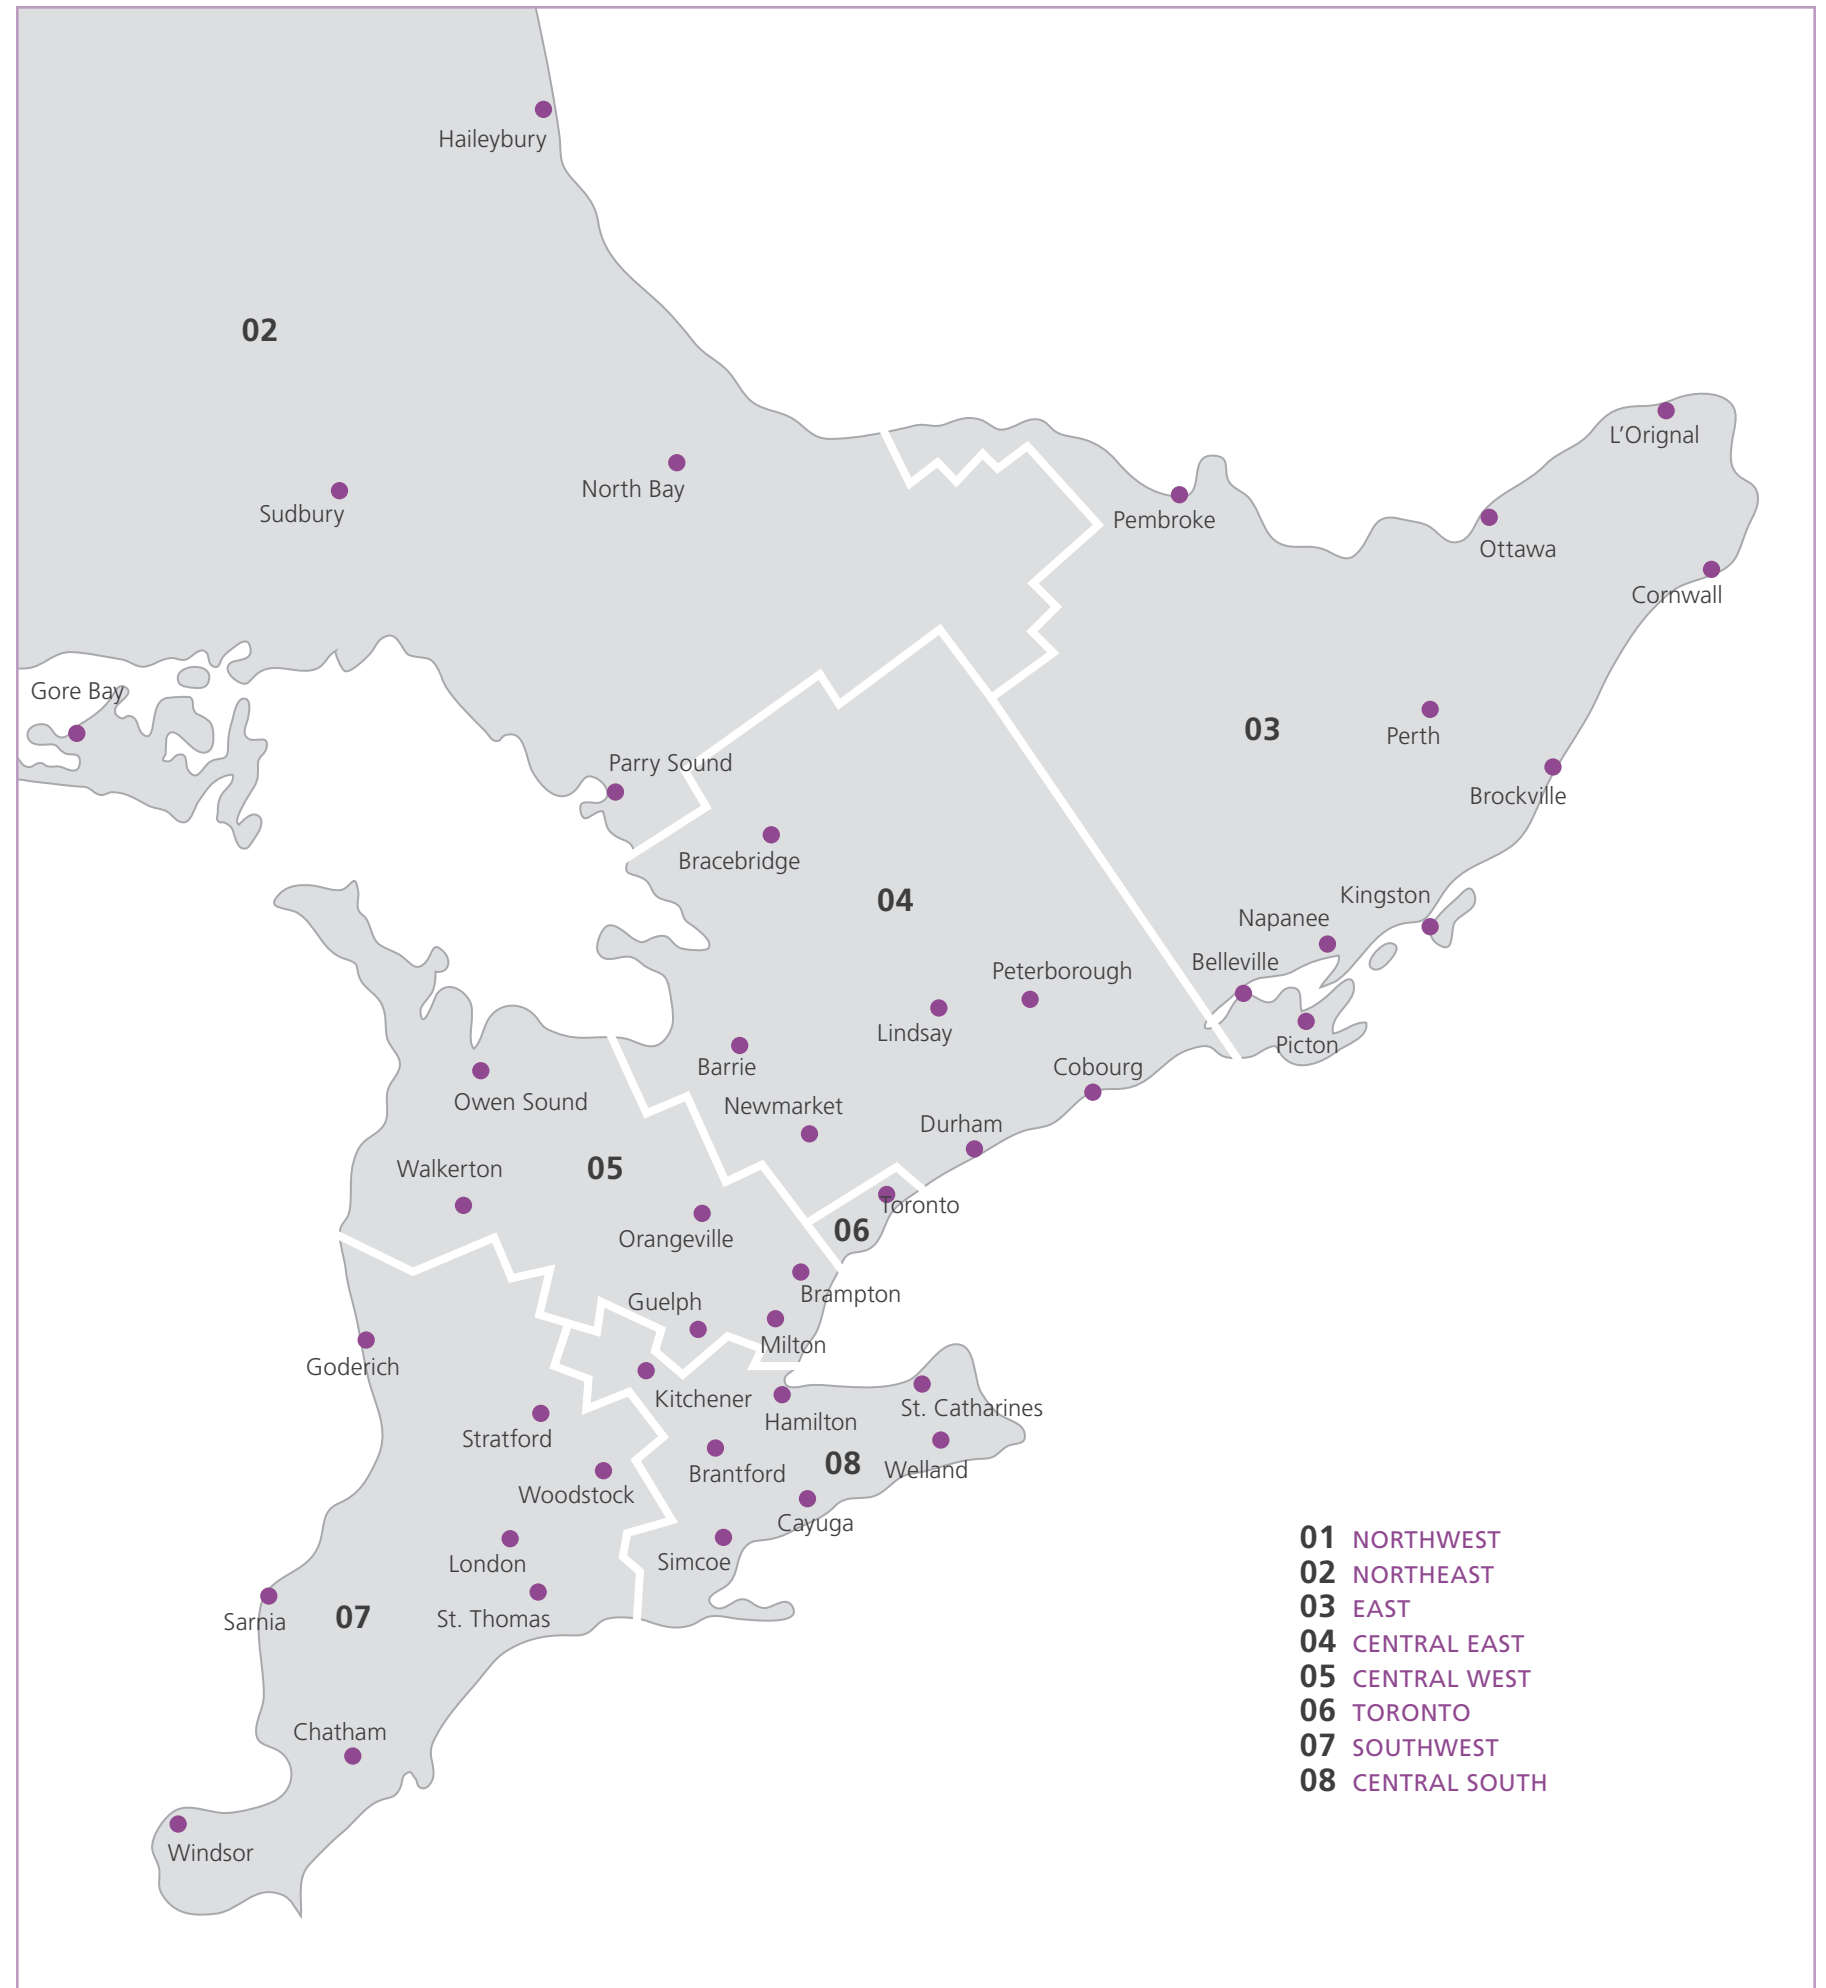 Haileybury
02
L’Orignal
North Bay
Sudbury
Pembroke
Ottawa
Cornwall
Gore Bay
03
Perth
Parry Sound
Brockville
Bracebridge
04
Kingston
Napanee
Belleville
Peterborough
Lindsay
Picton
Barrie
Cobourg
Owen Sound
Newmarket
Durham
Walkerton
05
Toronto
06
Orangeville
Brampton
Guelph
Milton
Goderich
Kitchener
St. Catharines
Hamilton
Stratford
08
Welland
Brantford
Woodstock
Cayuga
London
Simcoe
Sarnia
07
St. Thomas
Chatham
Windsor
01 NORTHWEST
02 NORTHEAST
03 EAST
04 CENTRAL EAST
05 CENTRAL WEST
06 TORONTO
07 SOUTHWEST
08 CENTRAL SOUTH